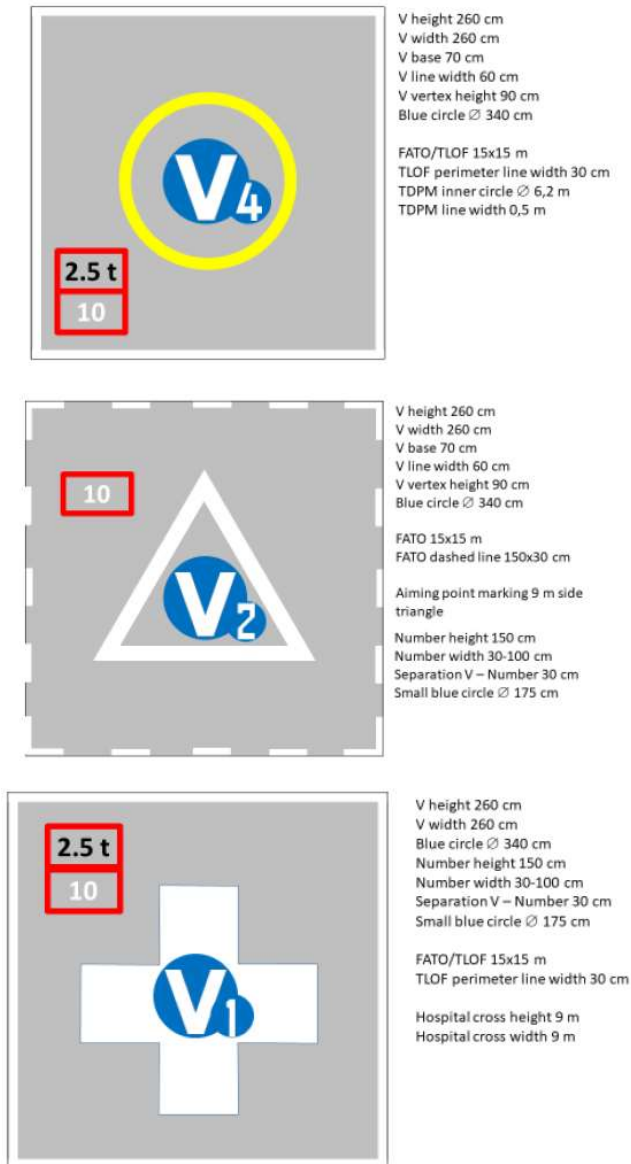 V height 260 cm
V width 260 cm
V base 70 cm
V line width 60 cm
V vertex height 90 cm
Blue circle ∅ 340 cm
FATO/TLOF 15x15 m
TLOF perimeter line width 30 cm
TDPM inner circle ∅ 6,2 m
TDPM line width 0,5 m
V4
2.5 t
10
V height 260 cm
V width 260 cm
V base 70 cm
V line width 60 cm
V vertex height 90 cm
Blue circle ∅ 340 cm
FATO 15x15 m
FATO dashed line 150x30 cm
Aiming point marking 9 m side
triangle
Number height 150 cm
Number width 30-100 cm
Separation V – Number 30 cm
Small blue circle ∅ 175 cm
10
V2
V height 260 cm
V width 260 cm
Blue circle ∅ 340 cm
Number height 150 cm
Number width 30-100 cm
Separation V – Number 30 cm
Small blue circle ∅ 175 cm
FATO/TLOF 15x15 m
TLOF perimeter line width 30 cm
Hospital cross height 9 m
Hospital cross width 9 m
2.5 t
10
V1